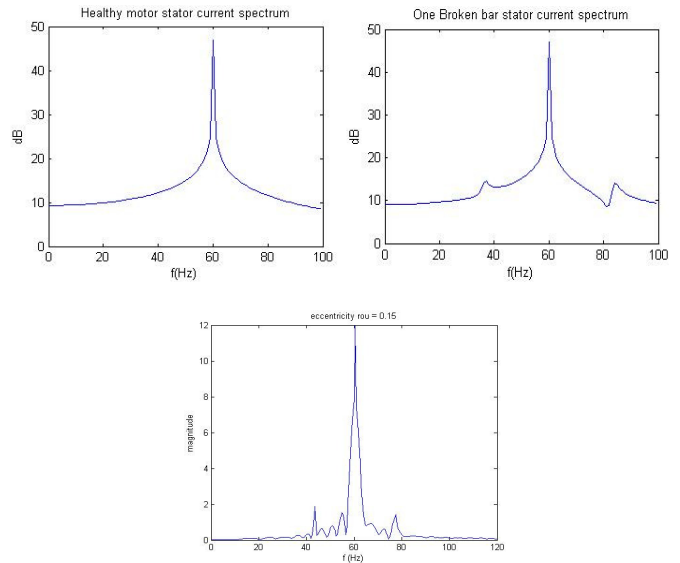 Healthy motor stator current spectrum
50
40
30
20
10
0
dB
0 20 40 60 80 100
f(Hz)
One Broken bar stator current spectrum
50
40
30
20
10
0
dB
0 20 40 60 80 100
f(Hz)
eccentricity rou = 0.15
12
10
8
6
4
2
0
magnitude
0 20 40 60 80 100 120
f (Hz)